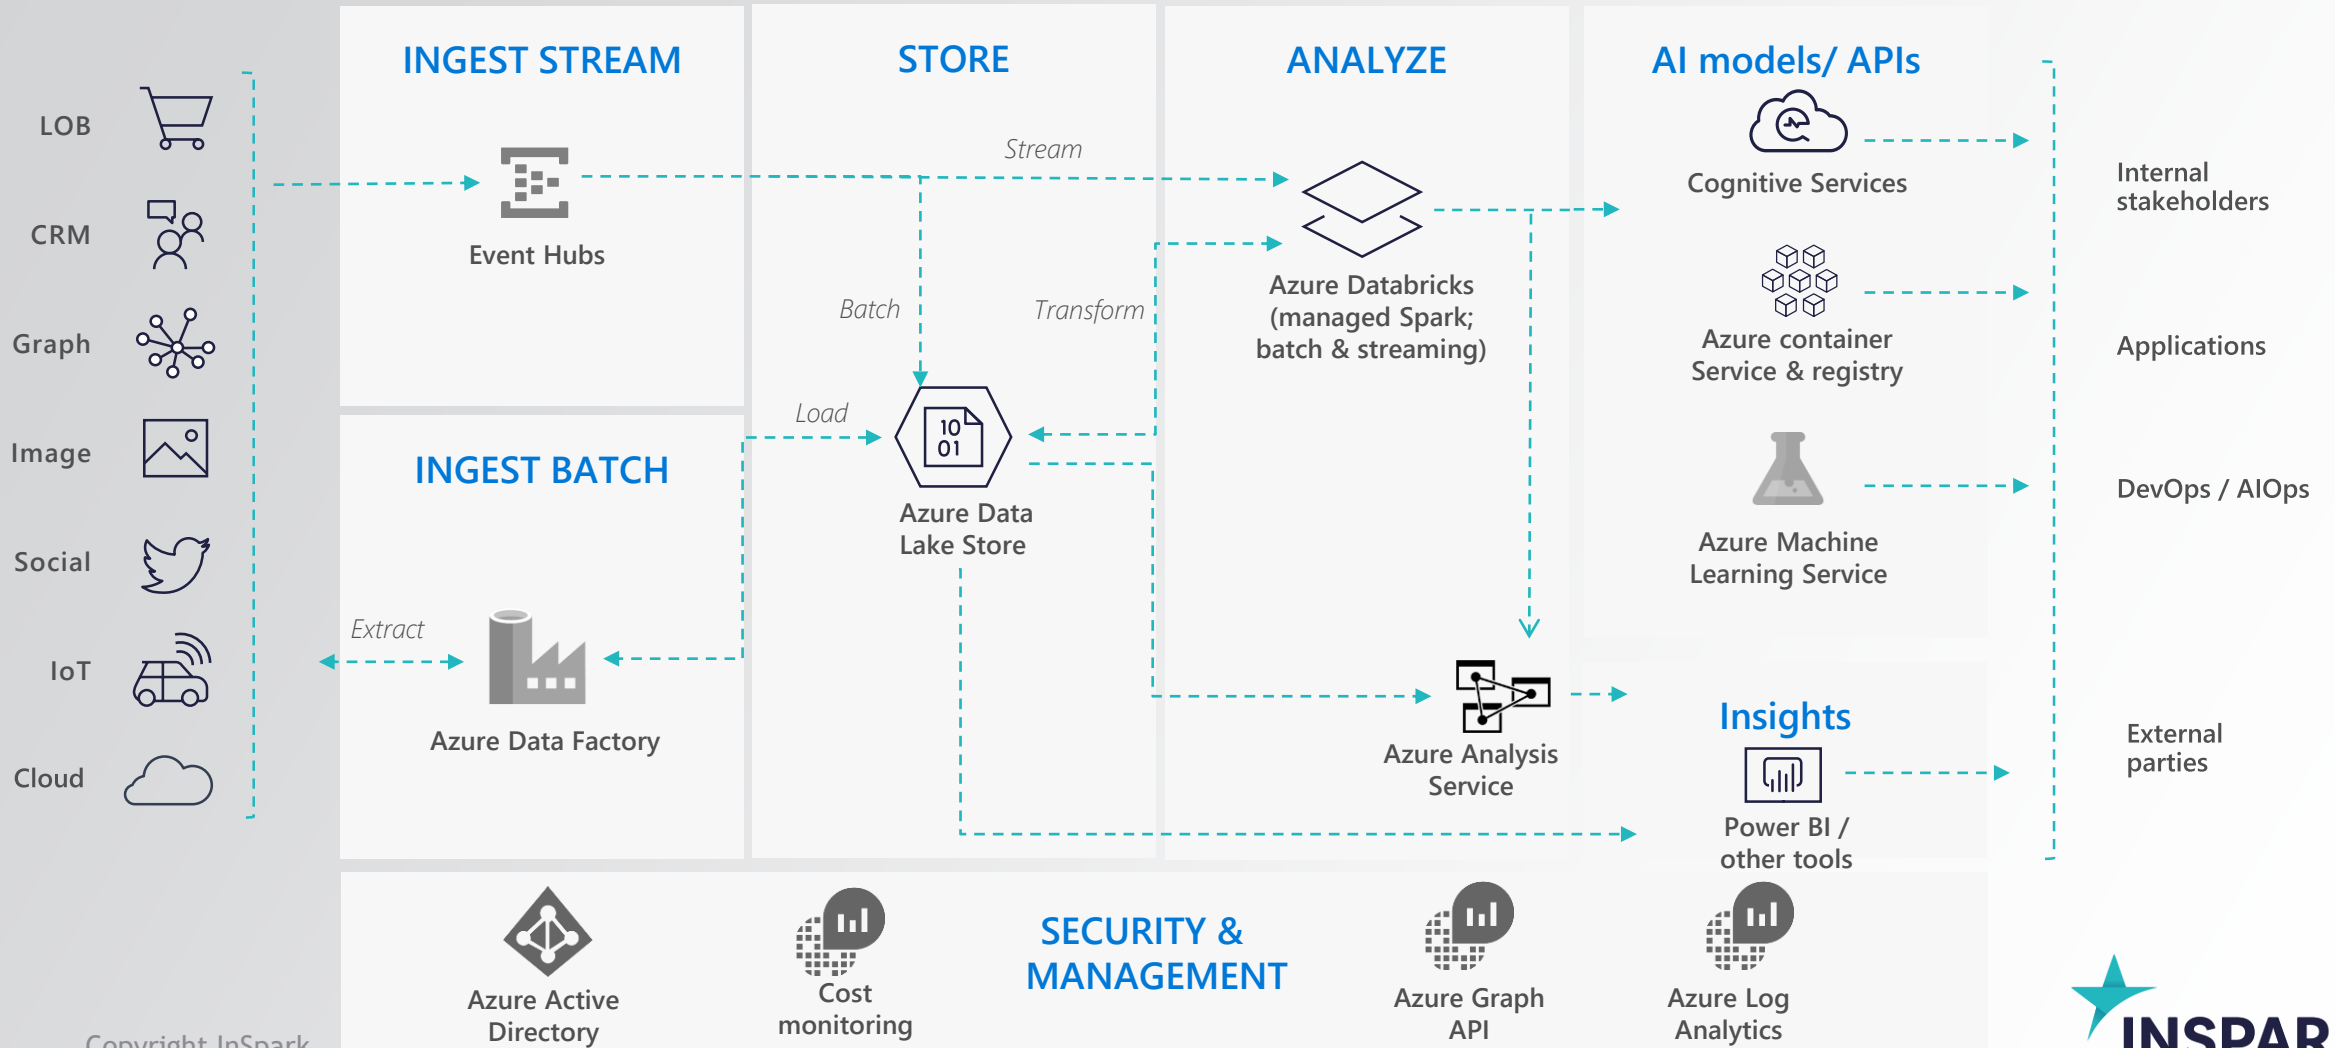 LOB
CRM
Graph
Image
Social
IoT
Cloud
INGEST STREAM
Event Hubs
INGEST BATCH
Extract
Azure Data Factory
STORE
Stream
Batch
Transform
Load
10
01
Azure Data
Lake Store
ANALYZE
Azure Databricks
(managed Spark;
batch & streaming)
Azure Analysis
Service
AI models/ APIs
Cognitive Services
Azure container
Service & registry
Azure Machine
Learning Service
Insights
Power BI /
other tools
Internal
stakeholders
Applications
DevOps / AIOps
External
parties
SECURITY &
MANAGEMENT
Azure Active
Directory
Cost
monitoring
Azure Graph
API
Azure Log
Analytics
Copyright InSpark
INSPAR